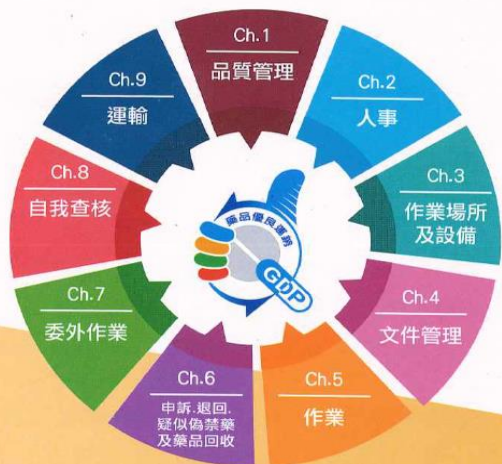 Ch.1
品質管理
Ch.2
人事
Ch.3
作業場所
及設備
Ch.4
文件管理
Ch.5
作業
Ch.6
申訴.退回.
疑似偽禁藥
及藥品回收
Ch.7
委外作業
Ch.8
自我查核
Ch.9
運輸
藥品優良運銷
GDP